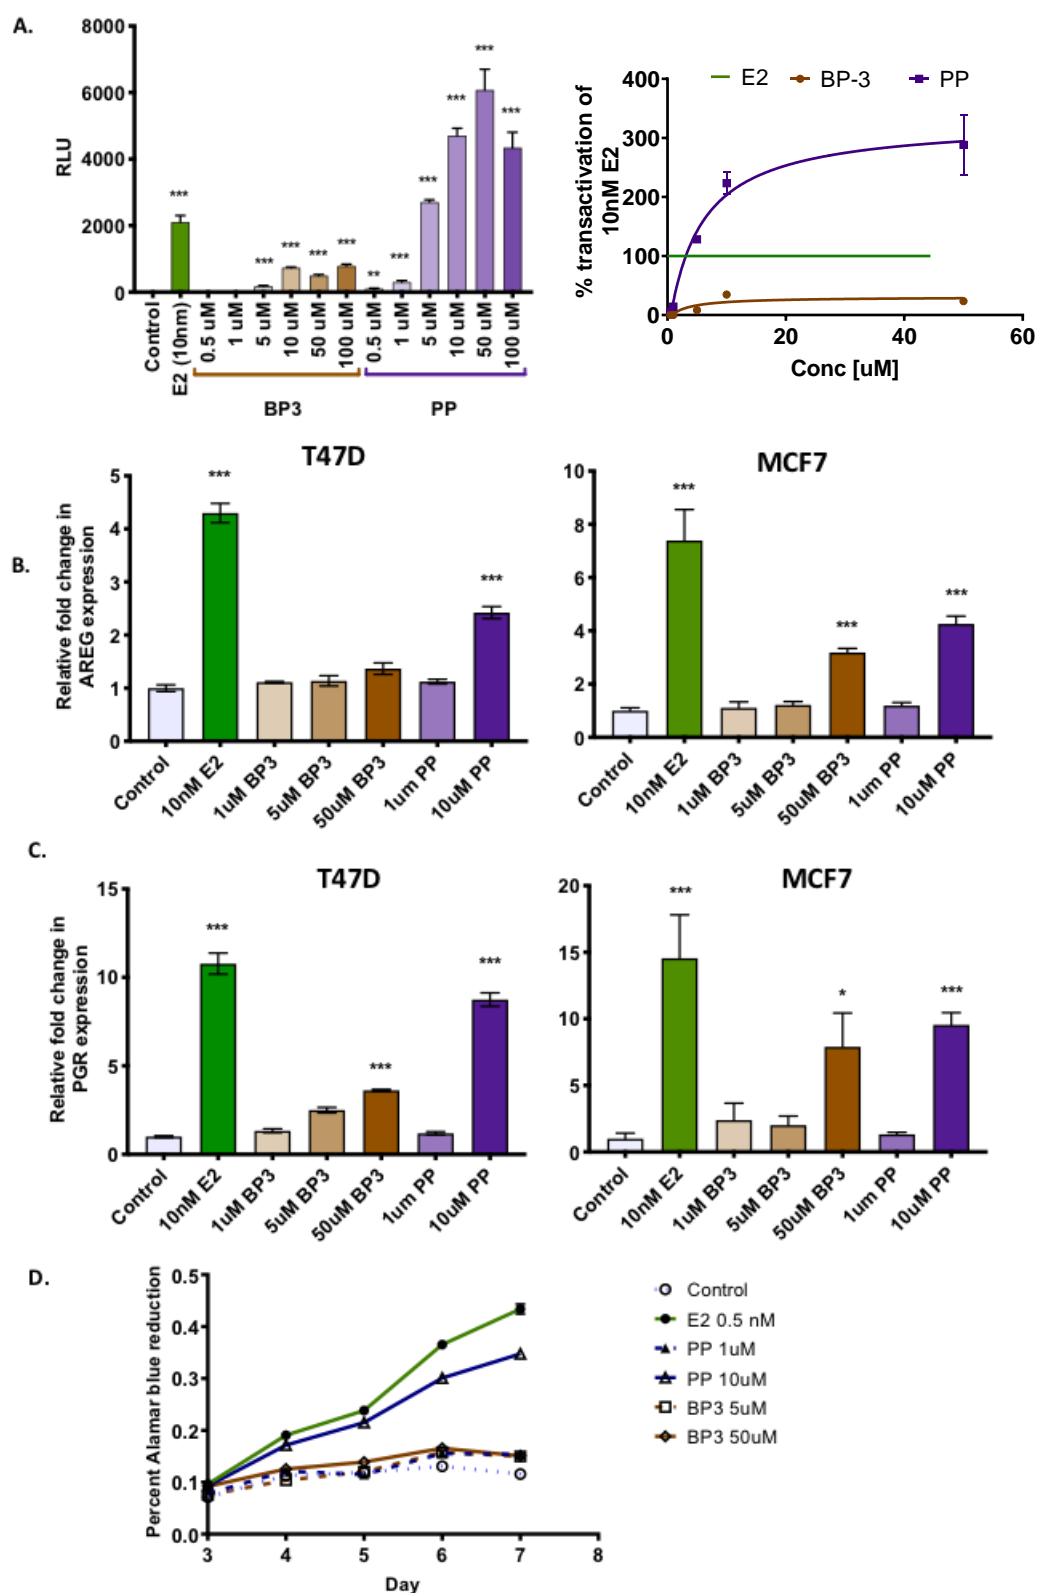 A.
8000
6000
4000
2000
0
RLU
***
***
***
***
***
**
***
***
***
***
***
Control
E2 (10nm)
0.5 uM
1 uM
5 uM
10 uM
50 uM
100 uM
0.5 uM
1 uM
5 uM
10 uM
50 uM
100 uM
BP3
PP
E2
BP-3
PP
400
300
200
100
0
% transactivation of
10nM E2
0
20
40
60
Conc [uM]
B.
T47D
5
4
3
2
1
0
Relative fold change in
AREG expression
***
***
Control
10nM E2
1uM BP3
5uM BP3
50uM BP3
1um PP
10uM PP
MCF7
10
8
6
4
2
0
***
***
***
Control
10nM E2
1uM BP3
5uM BP3
50uM BP3
1um PP
10uM PP
C.
T47D
15
10
5
0
Relative fold change in
PGR expression
***
***
***
Control
10nM E2
1uM BP3
5uM BP3
50uM BP3
1um PP
10uM PP
MCF7
20
15
10
5
0
***
*
***
Control
10nM E2
1uM BP3
5uM BP3
50uM BP3
1um PP
10uM PP
D.
0.5
0.4
0.3
0.2
0.1
0.0
Percent Alamar blue reduction
3
4
5
6
7
8
Day
Control
E2 0.5 nM
PP 1uM
PP 10uM
BP3 5uM
BP3 50uM